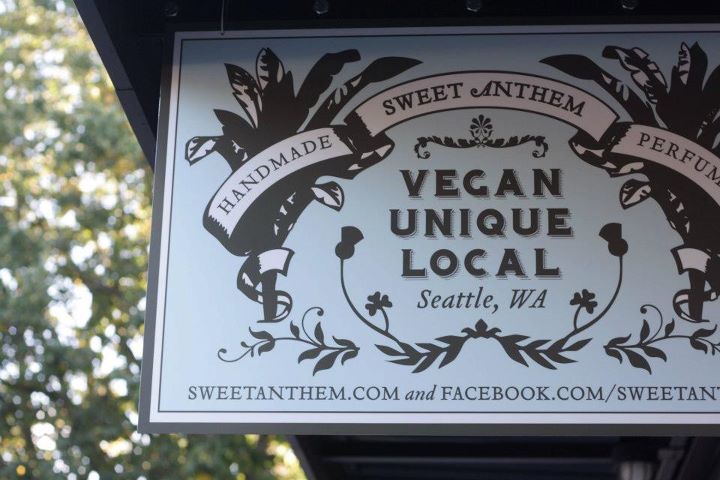 HANDMADE SWEET ANTHEM PERFUM
VEGAN
UNIQUE
LOCAL
Seattle, WA
SWEETANTHEM.COM and FACEBOOK.COM/SWEETANT